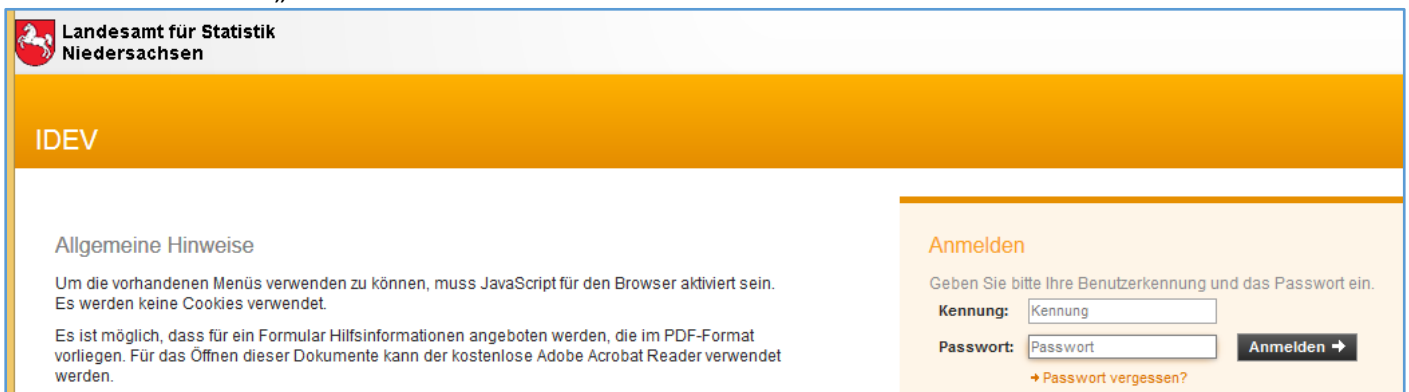 „
Landesamt für Statistik
Niedersachsen
IDEV
Allgemeine Hinweise
Um die vorhandenen Menüs verwenden zu können, muss JavaScript für den Browser aktiviert sein.
Es werden keine Cookies verwendet.
Es ist möglich, dass für ein Formular Hilfsinformationen angeboten werden, die im PDF-Format
vorliegen. Für das Öffnen dieser Dokumente kann der kostenlose Adobe Acrobat Reader verwendet
werden.
Anmelden
Geben Sie bitte Ihre Benutzerkennung und das Passwort ein.
Kennung: Kennung
Passwort: Passwort Anmelden →
→ Passwort vergessen?